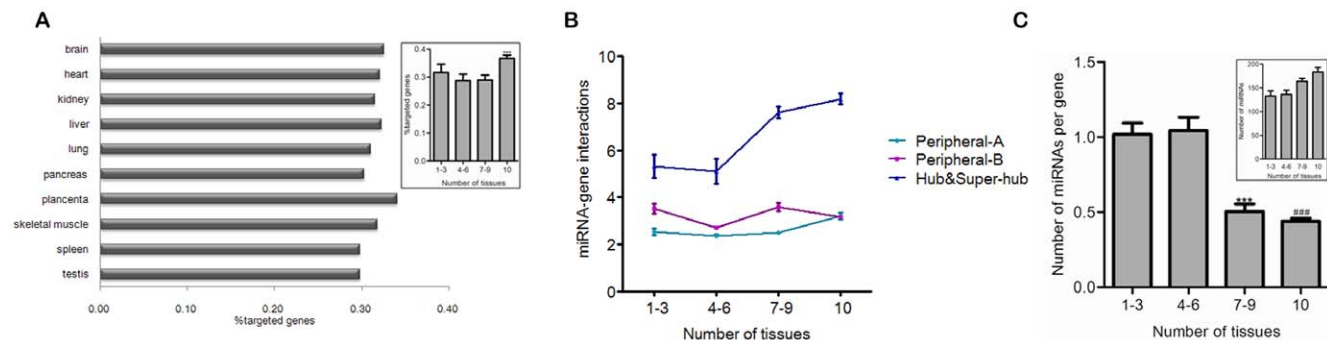 A
brain
heart
kidney
liver
lung
pancreas
placenta
skeletal muscle
spleen
testis
0.00 0.10 0.20 0.30 0.40
%targeted genes
%targeted genes
0.4
0.3
0.2
0.1
0.0
***
1-3 4-6 7-9 10
Number of tissues
B
miRNA-gene interactions
10
8
6
4
2
0
1-3 4-6 7-9 10
Number of tissues
Peripheral-A
Peripheral-B
Hub&Super-hub
C
Number of miRNAs per gene
1.5
1.0
0.5
0.0
***
###
1-3 4-6 7-9 10
Number of tissues
Number of miRNAs
200
150
100
50
0
1-3 4-6 7-9 10
Number of tissues